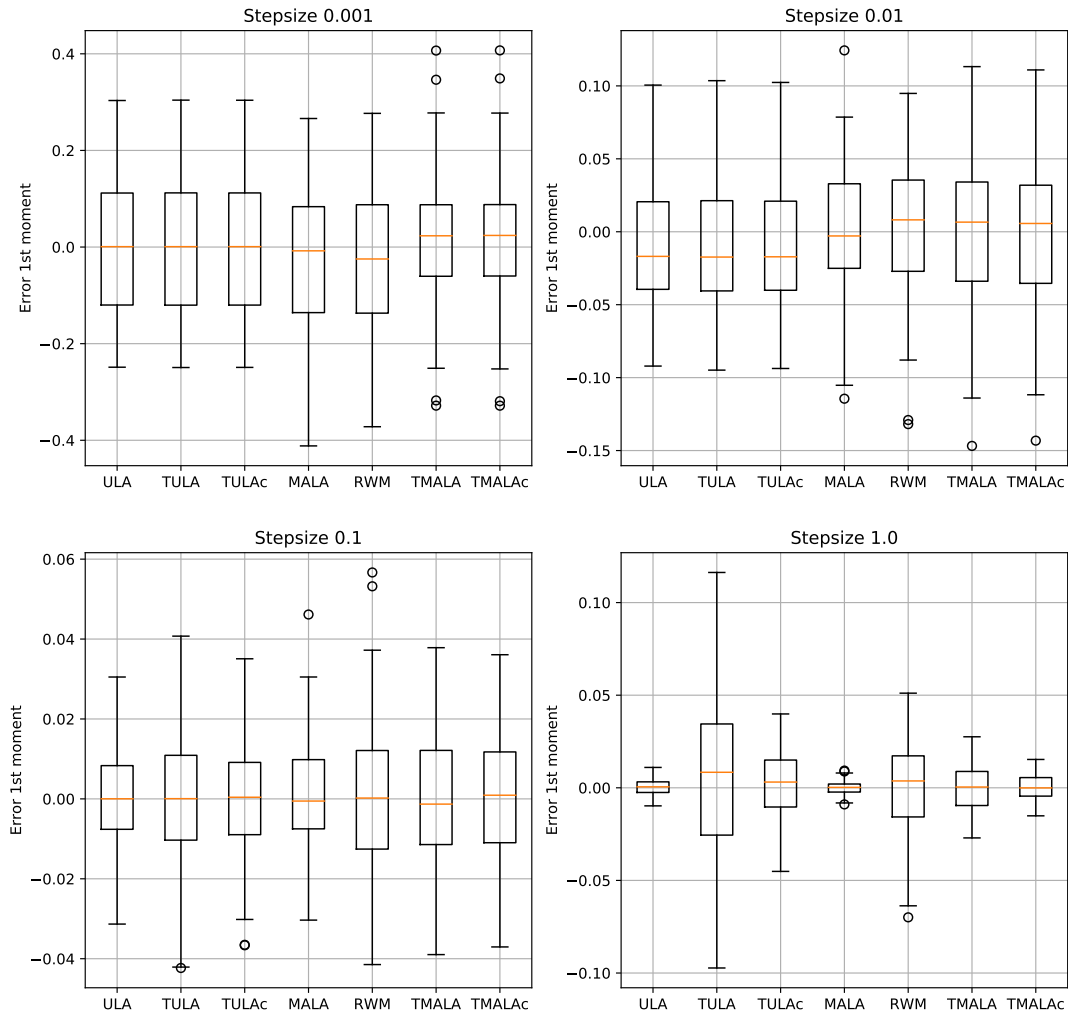 Stepsize 0.001
Error 1st moment
0.4
0.2
0.0
−0.2
−0.4
ULA TULA TULAc MALA RWM TMALA TMALAc
Stepsize 0.01
Error 1st moment
0.10
0.05
0.00
−0.05
−0.10
−0.15
ULA TULA TULAc MALA RWM TMALA TMALAc
Stepsize 0.1
Error 1st moment
0.06
0.04
0.02
0.00
−0.02
−0.04
ULA TULA TULAc MALA RWM TMALA TMALAc
Stepsize 1.0
Error 1st moment
0.10
0.05
0.00
−0.05
−0.10
ULA TULA TULAc MALA RWM TMALA TMALAc